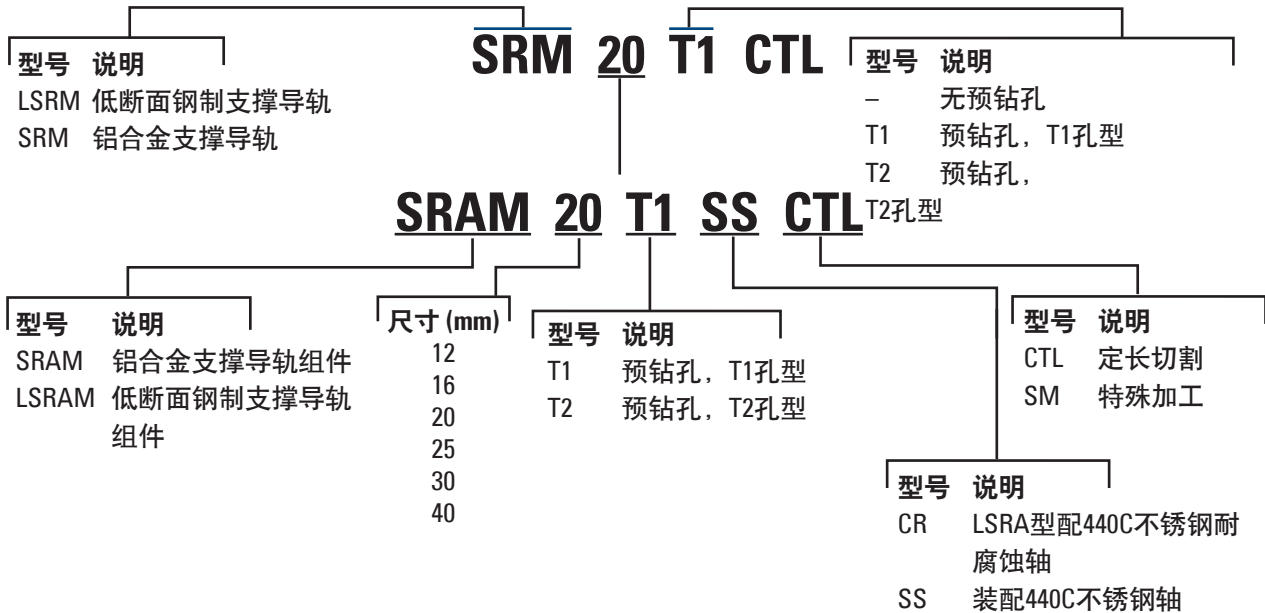 SRM 20 T1 CTL
型号 说明
LSRM 低断面钢制支撑导轨
SRM 铝合金支撑导轨
型号 说明
– 无预钻孔
T1 预钻孔，T1孔型
T2 预钻孔，
T2孔型
SRAM 20 T1 SS CTL
型号 说明
SRAM 铝合金支撑导轨组件
LSRAM 低断面钢制支撑导轨
组件
尺寸 (mm)
12
16
20
25
30
40
型号 说明
T1 预钻孔，T1孔型
T2 预钻孔，T2孔型
型号 说明
CTL 定长切割
SM 特殊加工
型号 说明
CR LSRA型配440C不锈钢耐
腐蚀轴
SS 装配440C不锈钢轴